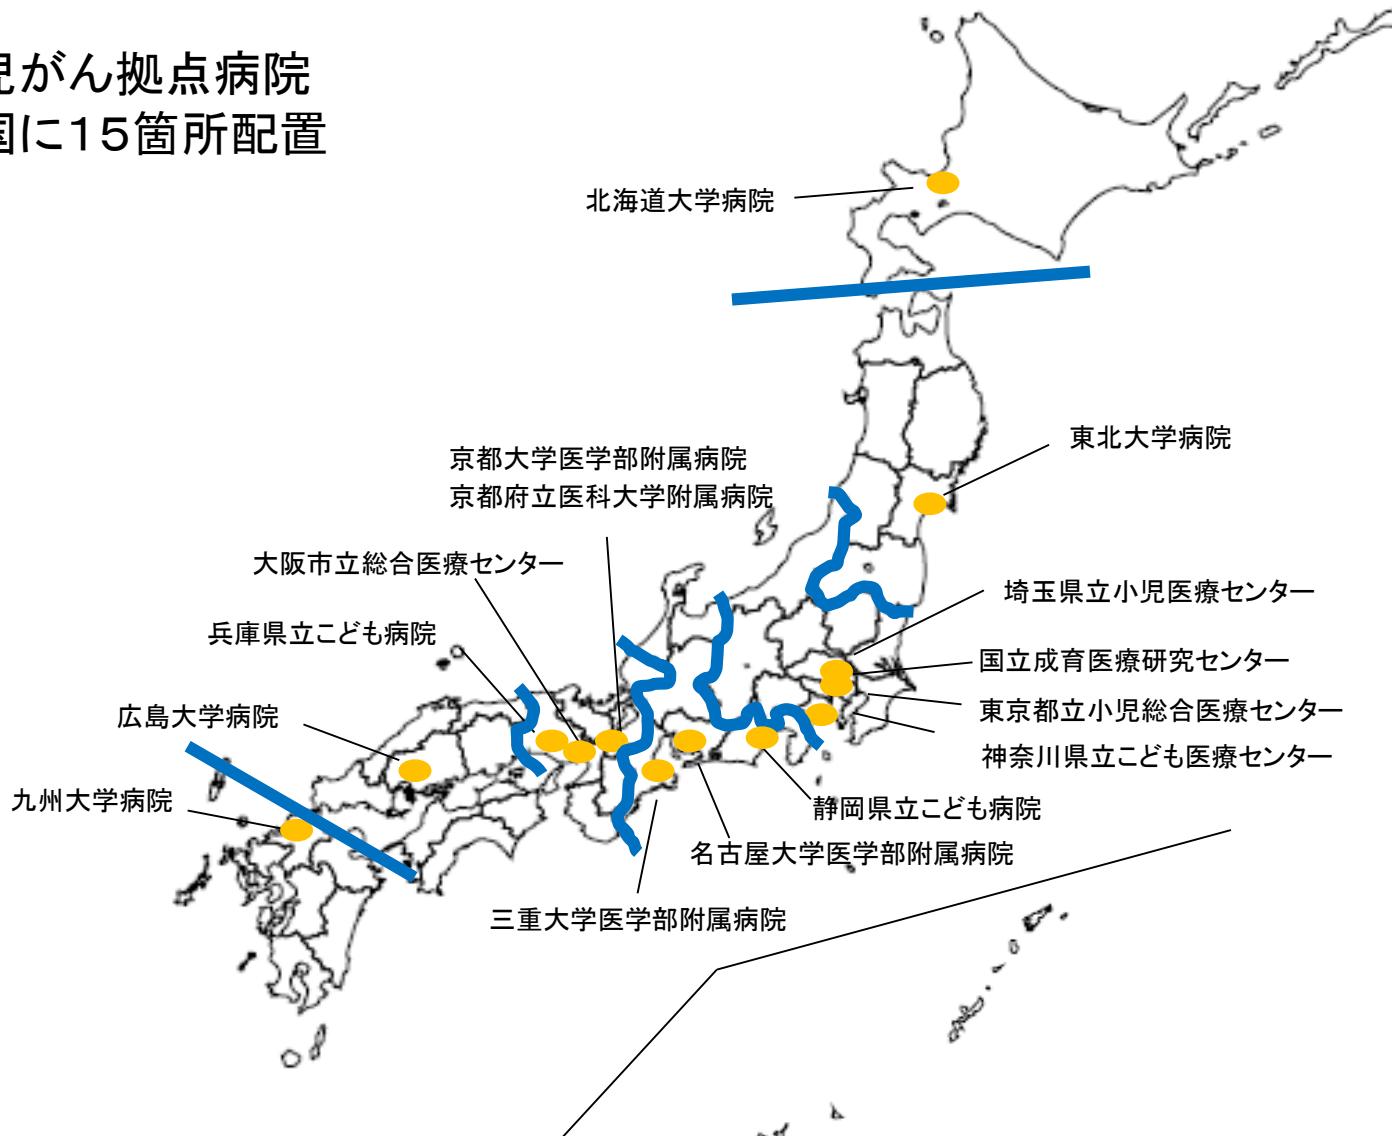 児がん拠点病院
国に１５箇所配置
北海道大学病院
東北大学病院
京都大学医学部附属病院
京都府立医科大学附属病院
大阪市立総合医療センター
兵庫県立こども病院
広島大学病院
九州大学病院
埼玉県立小児医療センター
国立成育医療研究センター
東京都立小児総合医療センター
神奈川県立こども医療センター
静岡県立こども病院
名古屋大学医学部附属病院
三重大学医学部附属病院